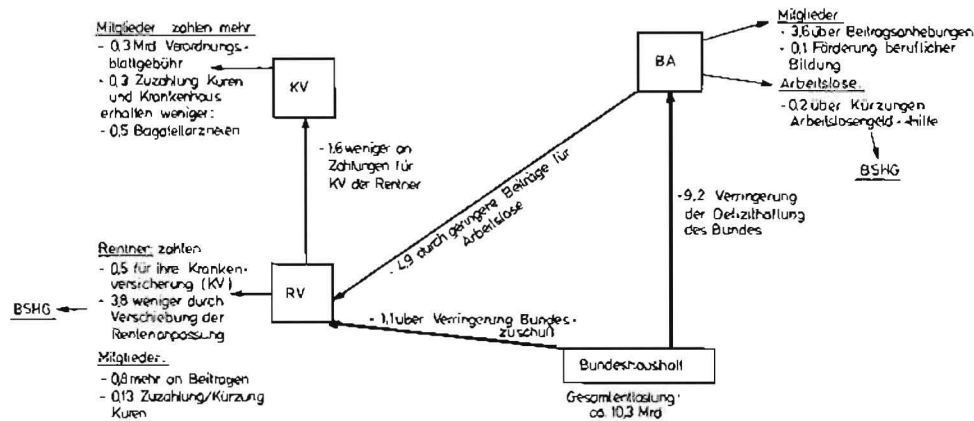 Mitglieder zahlen mehr
- 0,3 Mrd Verordnungs-
blattgebühr
- 0,3 Zuzahlung Kuren
und Krankenhaus
erhalten weniger:
- 0,5 Bagatellarzneien
KV
- 1,6 weniger an
Zahlungen für
KV der Rentner
BA
Mitglieder
- 3,6 über Beitragsanhebungen
- 0,1 Förderung beruflicher
Bildung
Arbeitslose.
- 0,2 über Kürzungen
Arbeitslosengeld - -hilfe
BSHG
- 4,9 durch geringere Beiträge für
Arbeitslose
- 9,2 Verringerung
der Defizithaftung
des Bundes
Rentner zahlen
- 0,5 für ihre Kranken-
versicherung (KV)
- 3,8 weniger durch
Verschiebung der
Rentenanpassung
BSHG
RV
- 1,1 über Verringerung Bundes-
zuschuß
Mitglieder.
- 0,8 mehr an Beiträgen
- 0,13 Zuzahlung/Kürzung
Kuren
Bundeshaushalt
Gesamtentlastung·
ca. 10,3 Mrd